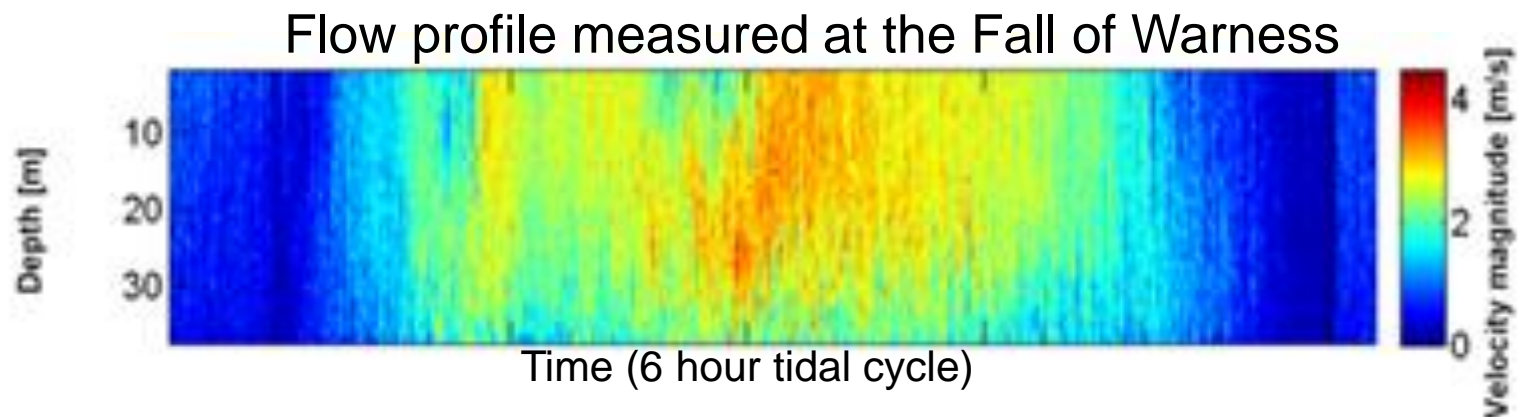 Flow profile measured at the Fall of Warness
Depth [m]
10
20
30
Time (6 hour tidal cycle)
4
2
0
Velocity magnitude [m/s]